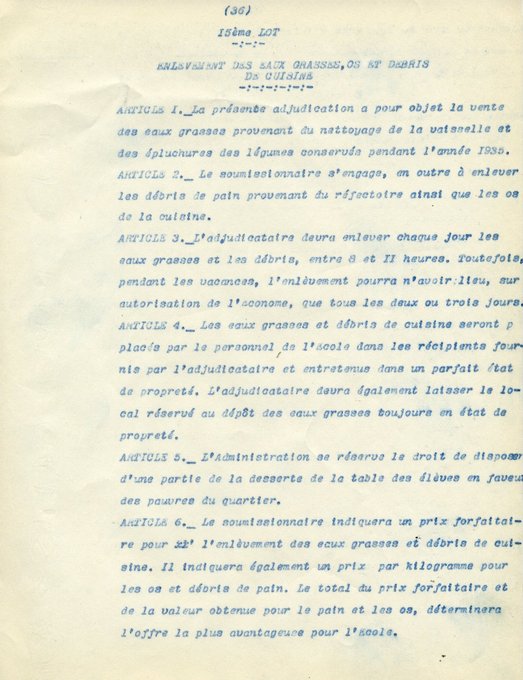 (36)
15ème LOT
-:-:-
ENLEVEMENT DES EAUX GRASSES, OS ET DEBRIS
DE CUISINE
-:-:-:-:-:-
ARTICLE I._La présente adjudication a pour objet la vente
des eaux grasses provenant du nettoyage de la vaisselle et
des épluchures des légumes conservés pendant l'année 1935.
ARTICLE 2._ Le soumissionnaire s'engage, en outre à enlever
les débris de pain provenant du réfectoire ainsi que les os
de la cuisine.
ARTICLE 3._L'adjudicataire devra enlever chaque jour les
eaux grasses et les débris, entre 8 et II heures. Toutefois,
pendant les vacances, l'enlèvement pourra n'avoir lieu, sur
autorisation de l'econome, que tous les deux ou trois jours.
ARTICLE 4._ Les eaux grasses et débris de cuisine seront p
placés par le personnel de l'Ecole dans les récipients four-
nis par l'adjudicataire et entretenus dans un parfait état
de propreté. L'adjudicataire devra également laisser le lo-
cal réservé au dépôt des eaux grasses toujours en état de
propreté.
ARTICLE 5._ L'Administration se réserve le droit de disposer
d'une partie de la desserte de la table des élèves en faveur
des pauvres du quartier.
ARTICLE 6._ Le soumissionnaire indiquera un prix forfaitai-
re pour l'enlèvement des eaux grasses et débris de cui-
sine. Il indiquera également un prix par kilogramme pour
les os et débris de pain. Le total du prix forfaitaire et
de la valeur obtenue pour le pain et les os, déterminera
l'offre la plus avantageuse pour l'Ecole.